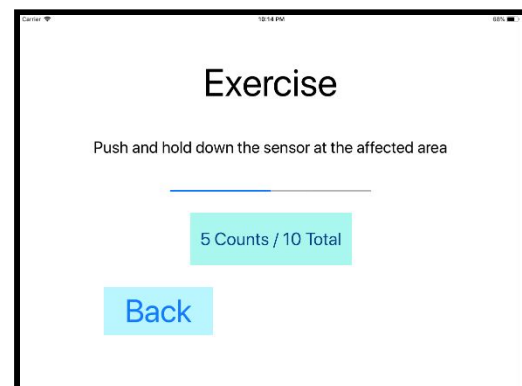 Carrier 10:14 PM 68%
Exercise
Push and hold down the sensor at the affected area
5 Counts / 10 Total
Back